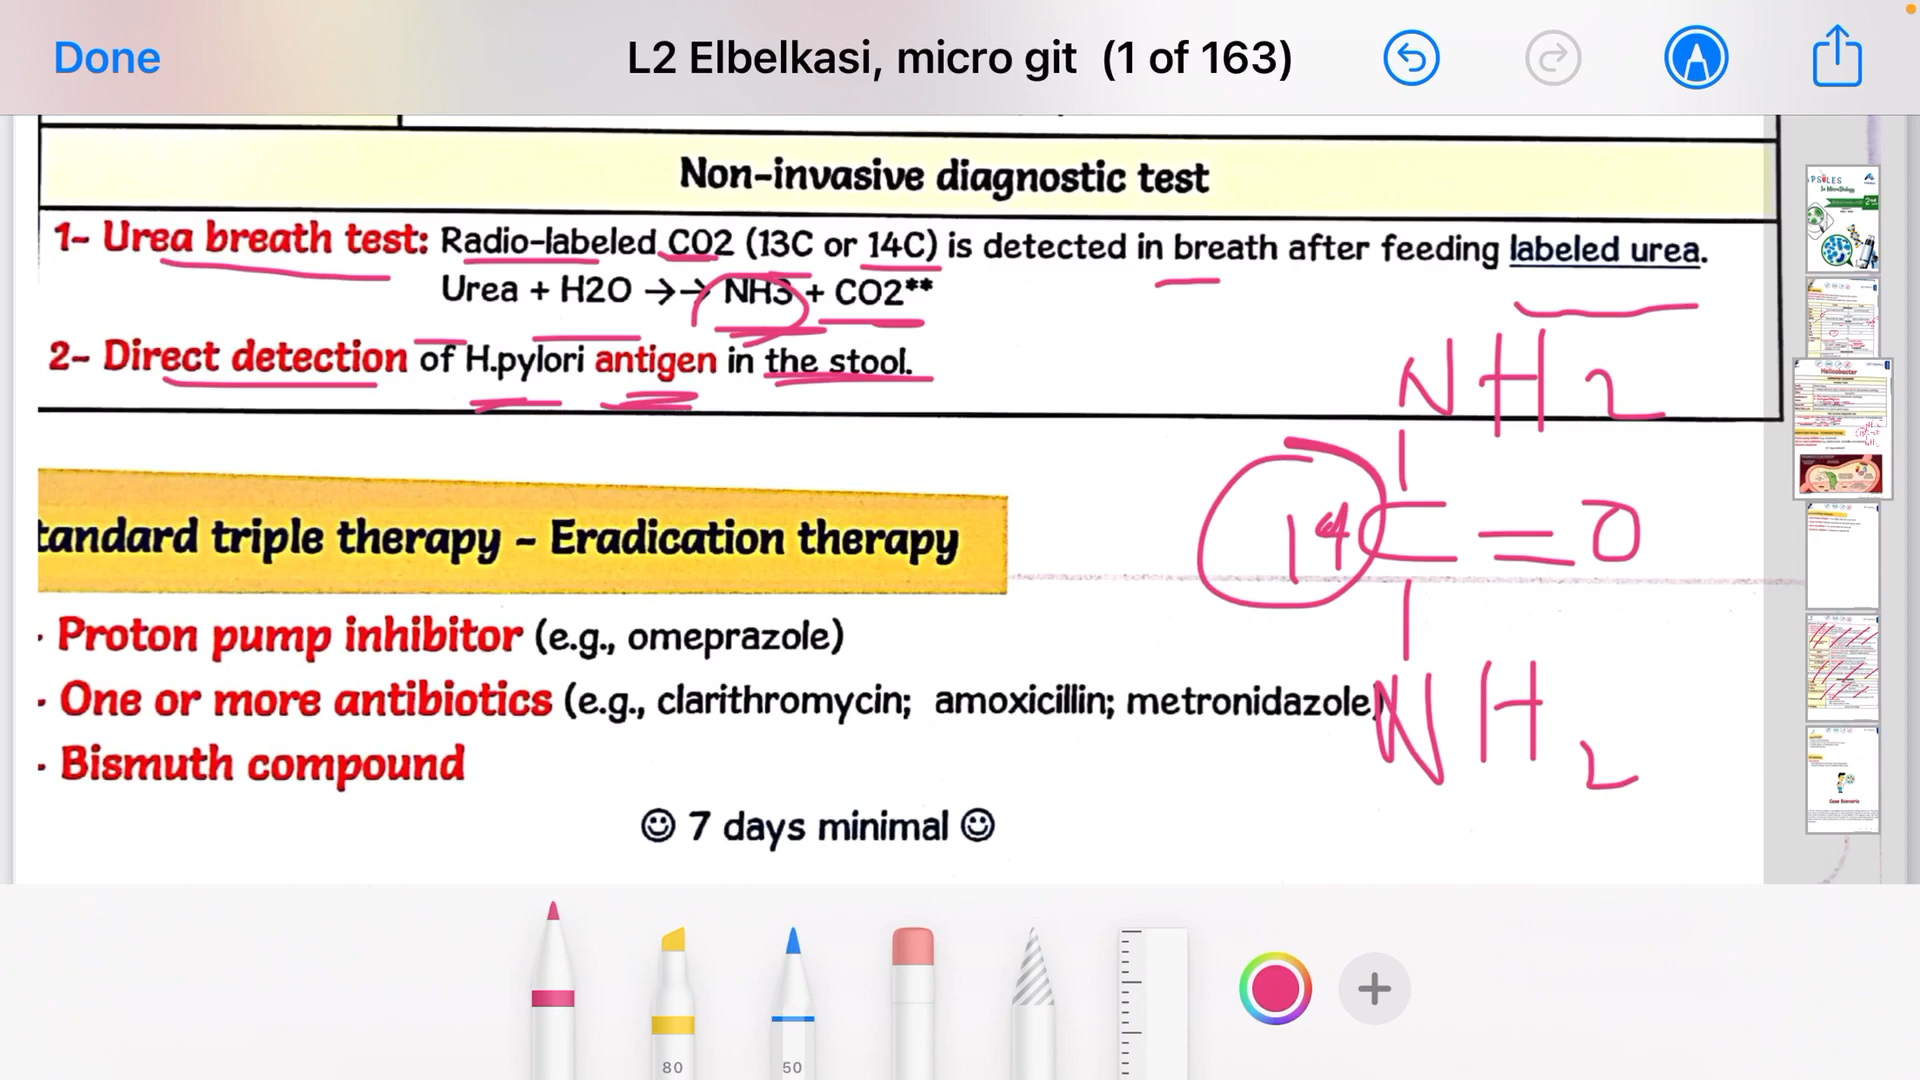 Done
L2 Elbelkasi, micro git (1 of 163)
Non-invasive diagnostic test
1- Urea breath test: Radio-labeled CO2 (13C or 14C) is detected in breath after feeding labeled urea.
Urea + H2O →→ NH3 + CO2**
2- Direct detection of H.pylori antigen in the stool.
NH2
14C=O
NH2
tandard triple therapy - Eradication therapy
· Proton pump inhibitor (e.g., omeprazole)
· One or more antibiotics (e.g., clarithromycin; amoxicillin; metronidazole)
· Bismuth compound
☺ 7 days minimal ☺
Helicobacter
Case Scenario
80
50